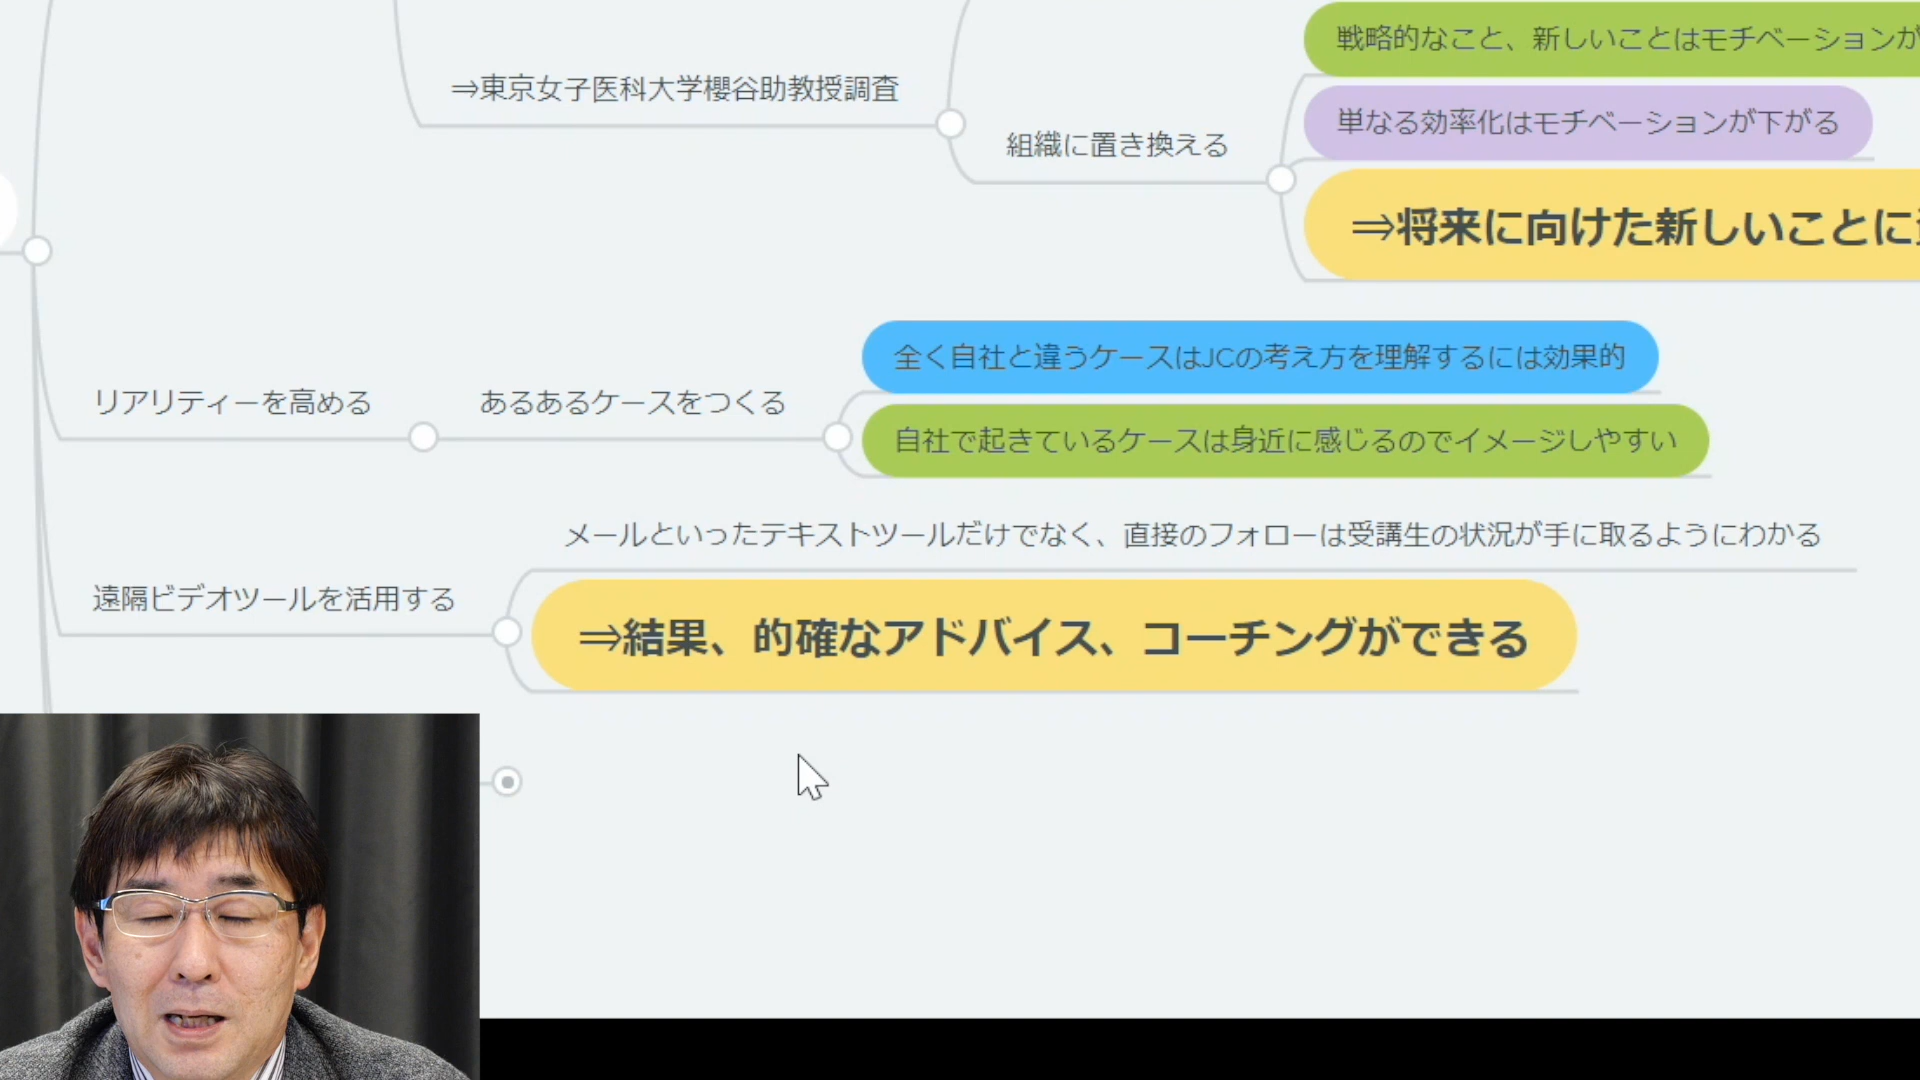 戦略的なこと、新しいことはモチベーションが
⇒東京女子医科大学櫻谷助教授調査
単なる効率化はモチベーションが下がる
組織に置き換える
⇒将来に向けた新しいことに
全く自社と違うケースはJCの考え方を理解するには効果的
リアリティーを高める
あるあるケースをつくる
自社で起きているケースは身近に感じるのでイメージしやすい
メールといったテキストツールだけでなく、直接のフォローは受講生の状況が手に取るようにわかる
遠隔ビデオツールを活用する
⇒結果、的確なアドバイス、コーチングができる